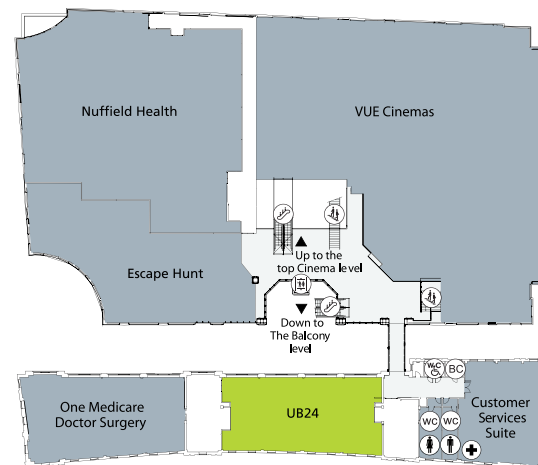 Nuffield Health
VUE Cinemas
Escape Hunt
Up to the
top Cinema level
Down to
The Balcony
level
WC
BC
One Medicare
Doctor Surgery
UB24
WC
WC
Customer
Services
Suite